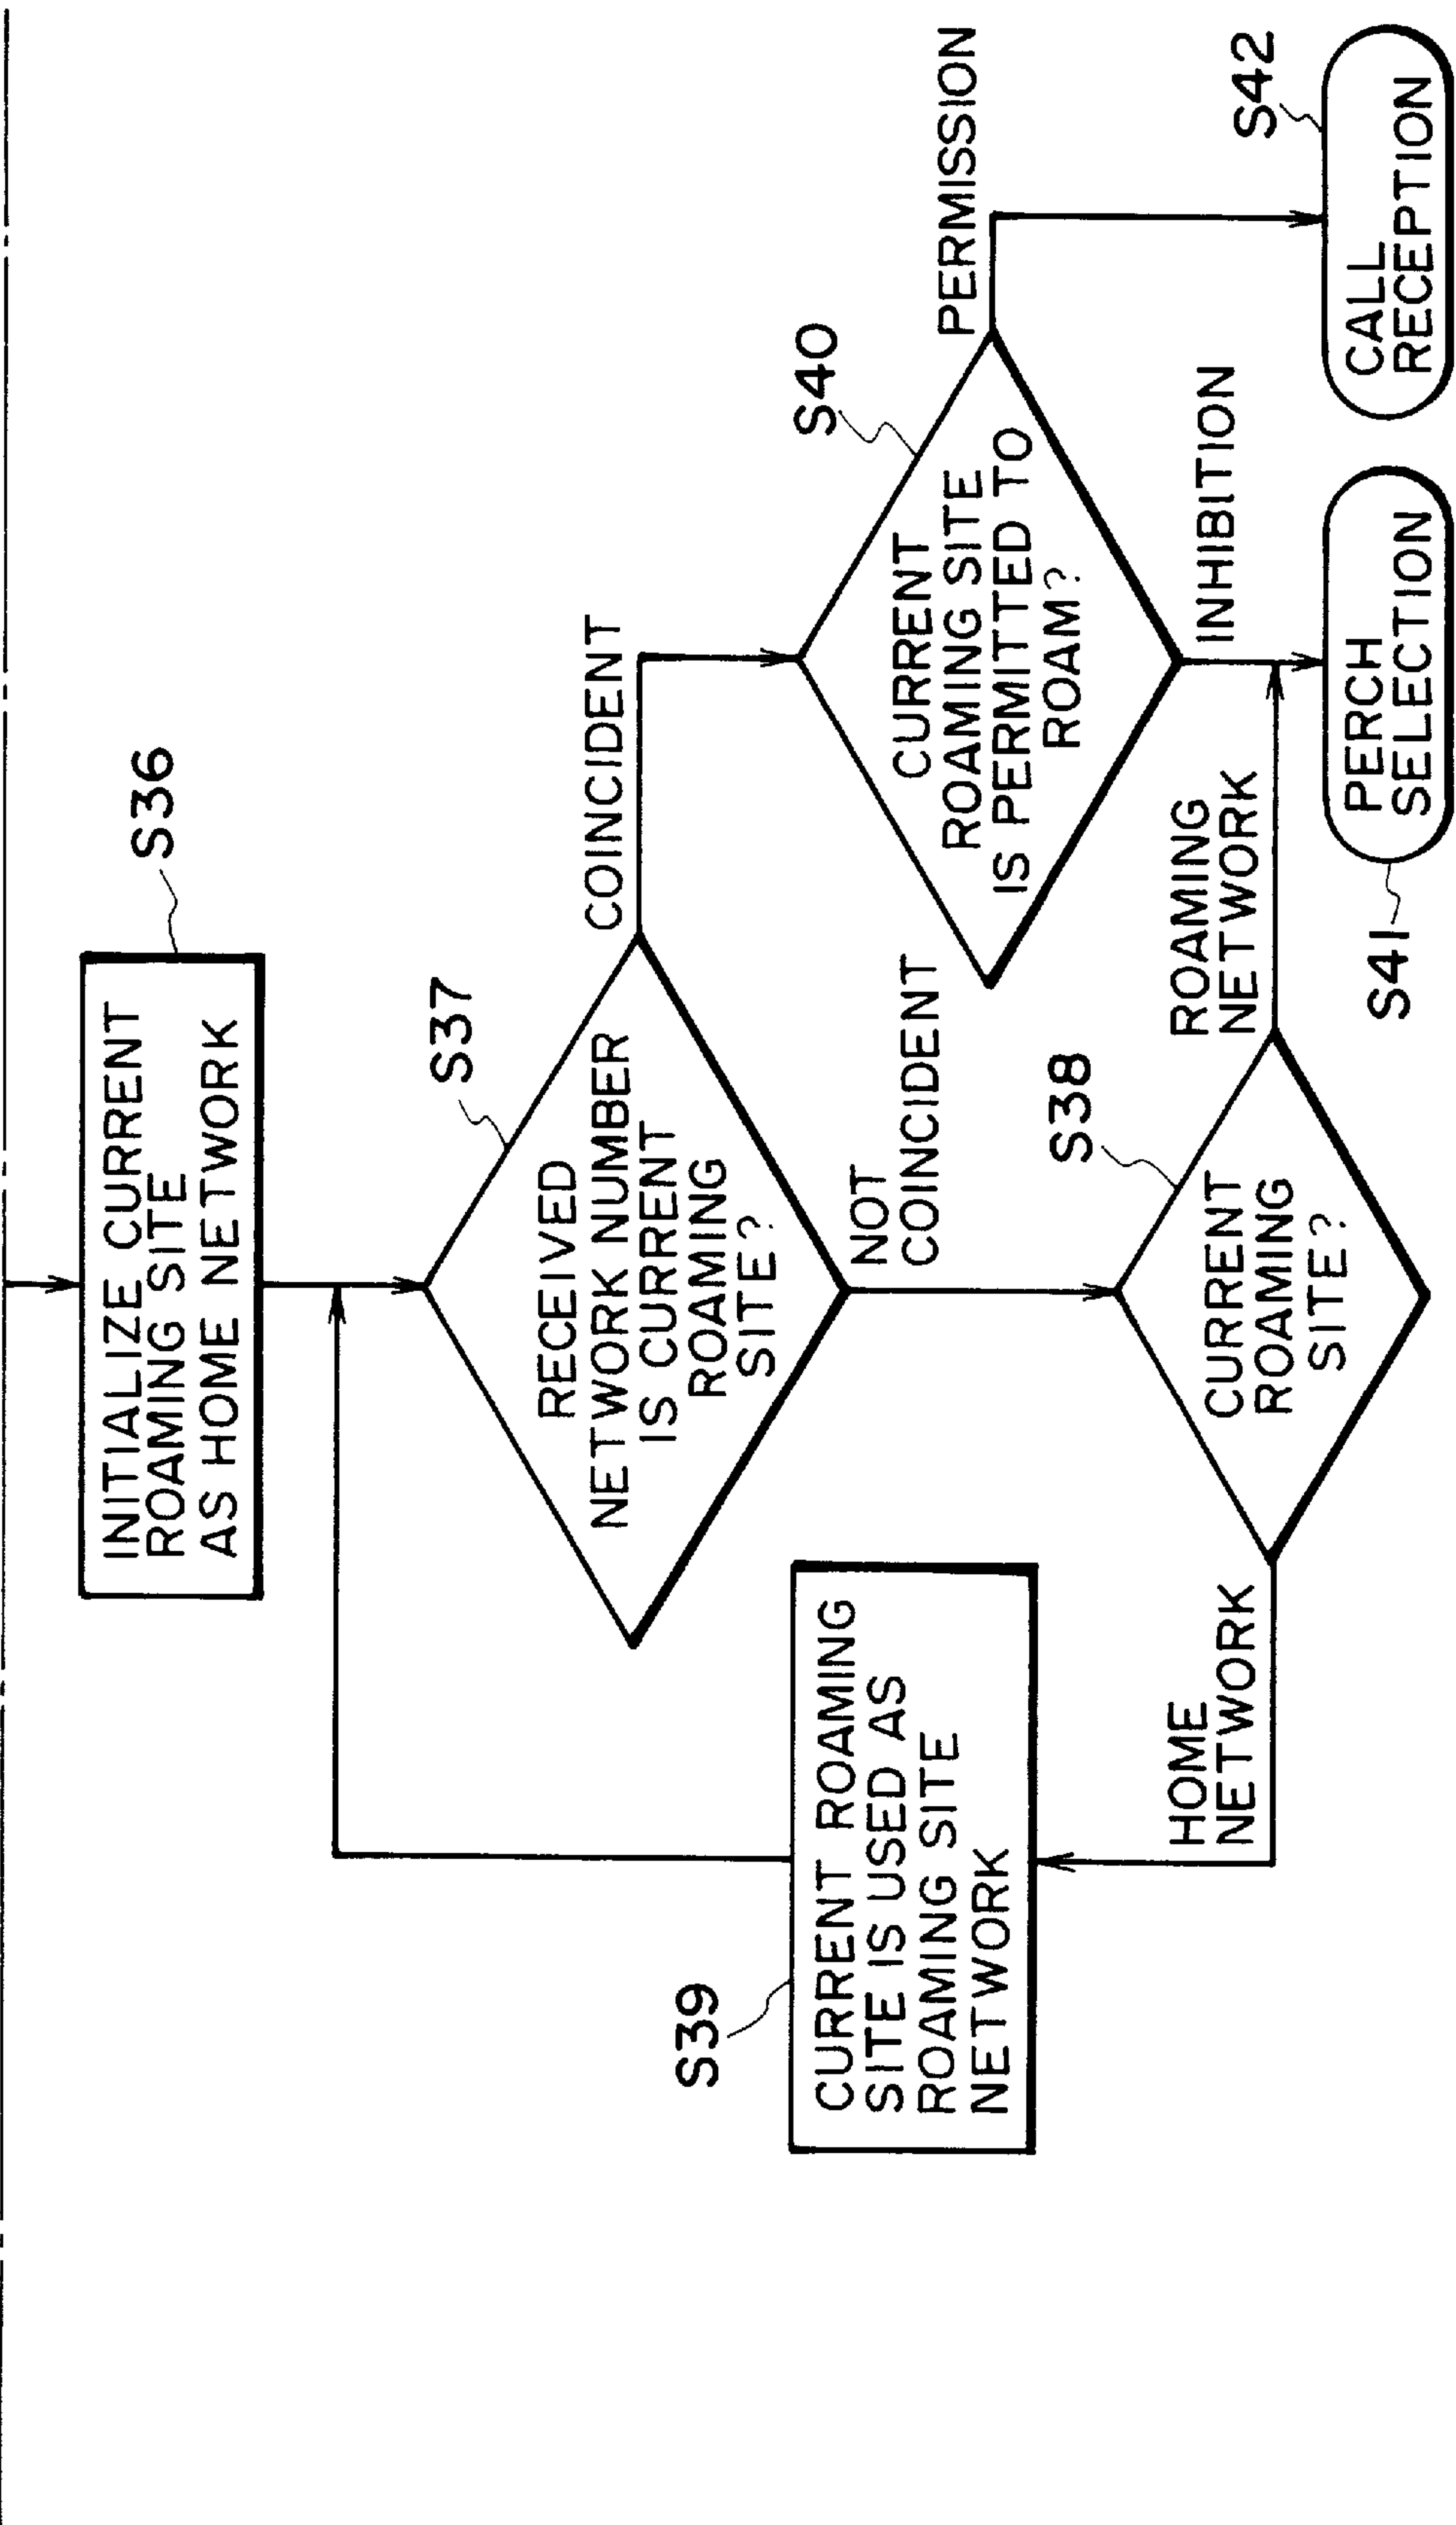 S36
INITIALIZE CURRENT
ROAMING SITE
AS HOME NETWORK
S37
RECEIVED
NETWORK NUMBER
IS CURRENT
ROAMING
SITE?
COINCIDENT
NOT
COINCIDENT
S39
CURRENT ROAMING
SITE IS USED AS
ROAMING SITE
NETWORK
S40
CURRENT
ROAMING SITE
IS PERMITTED TO
ROAM?
PERMISSION
INHIBITION
S38
CURRENT
ROAMING
SITE?
HOME
NETWORK
ROAMING
NETWORK
S41
PERCH
SELECTION
S42
CALL
RECEPTION